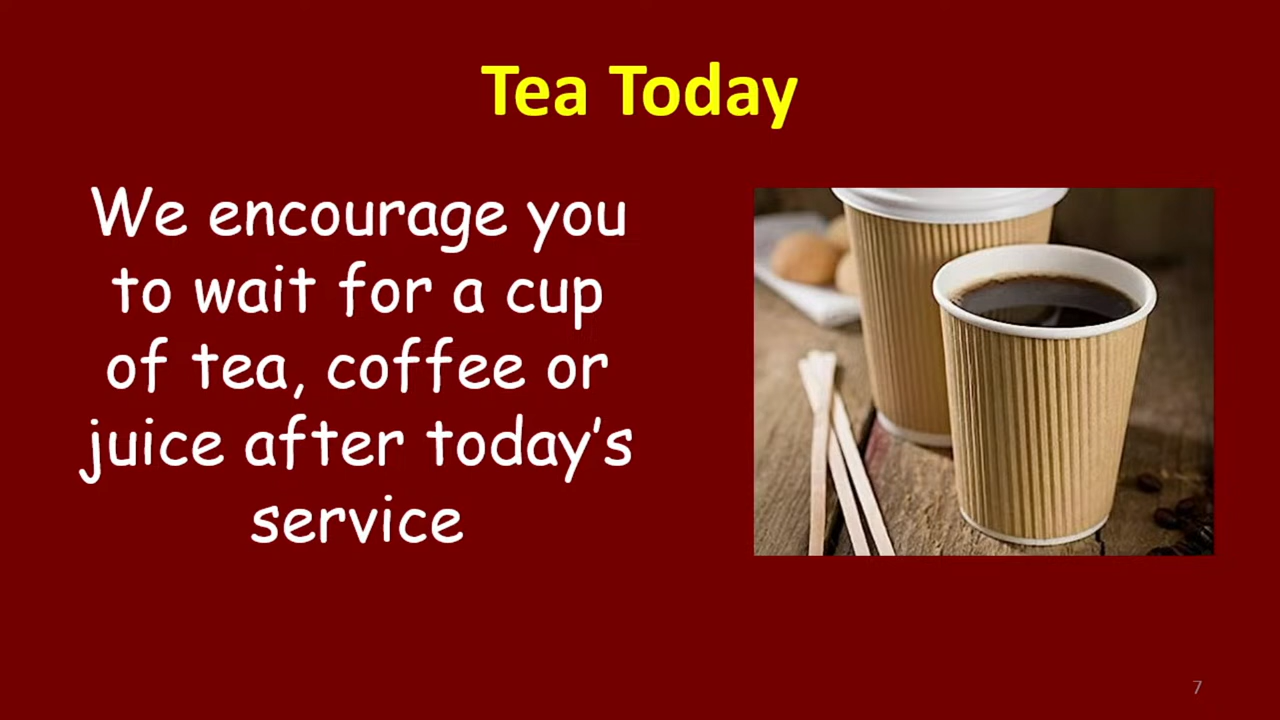 Tea Today
We encourage you
to wait for a cup
of tea, coffee or
juice after today's
service
7